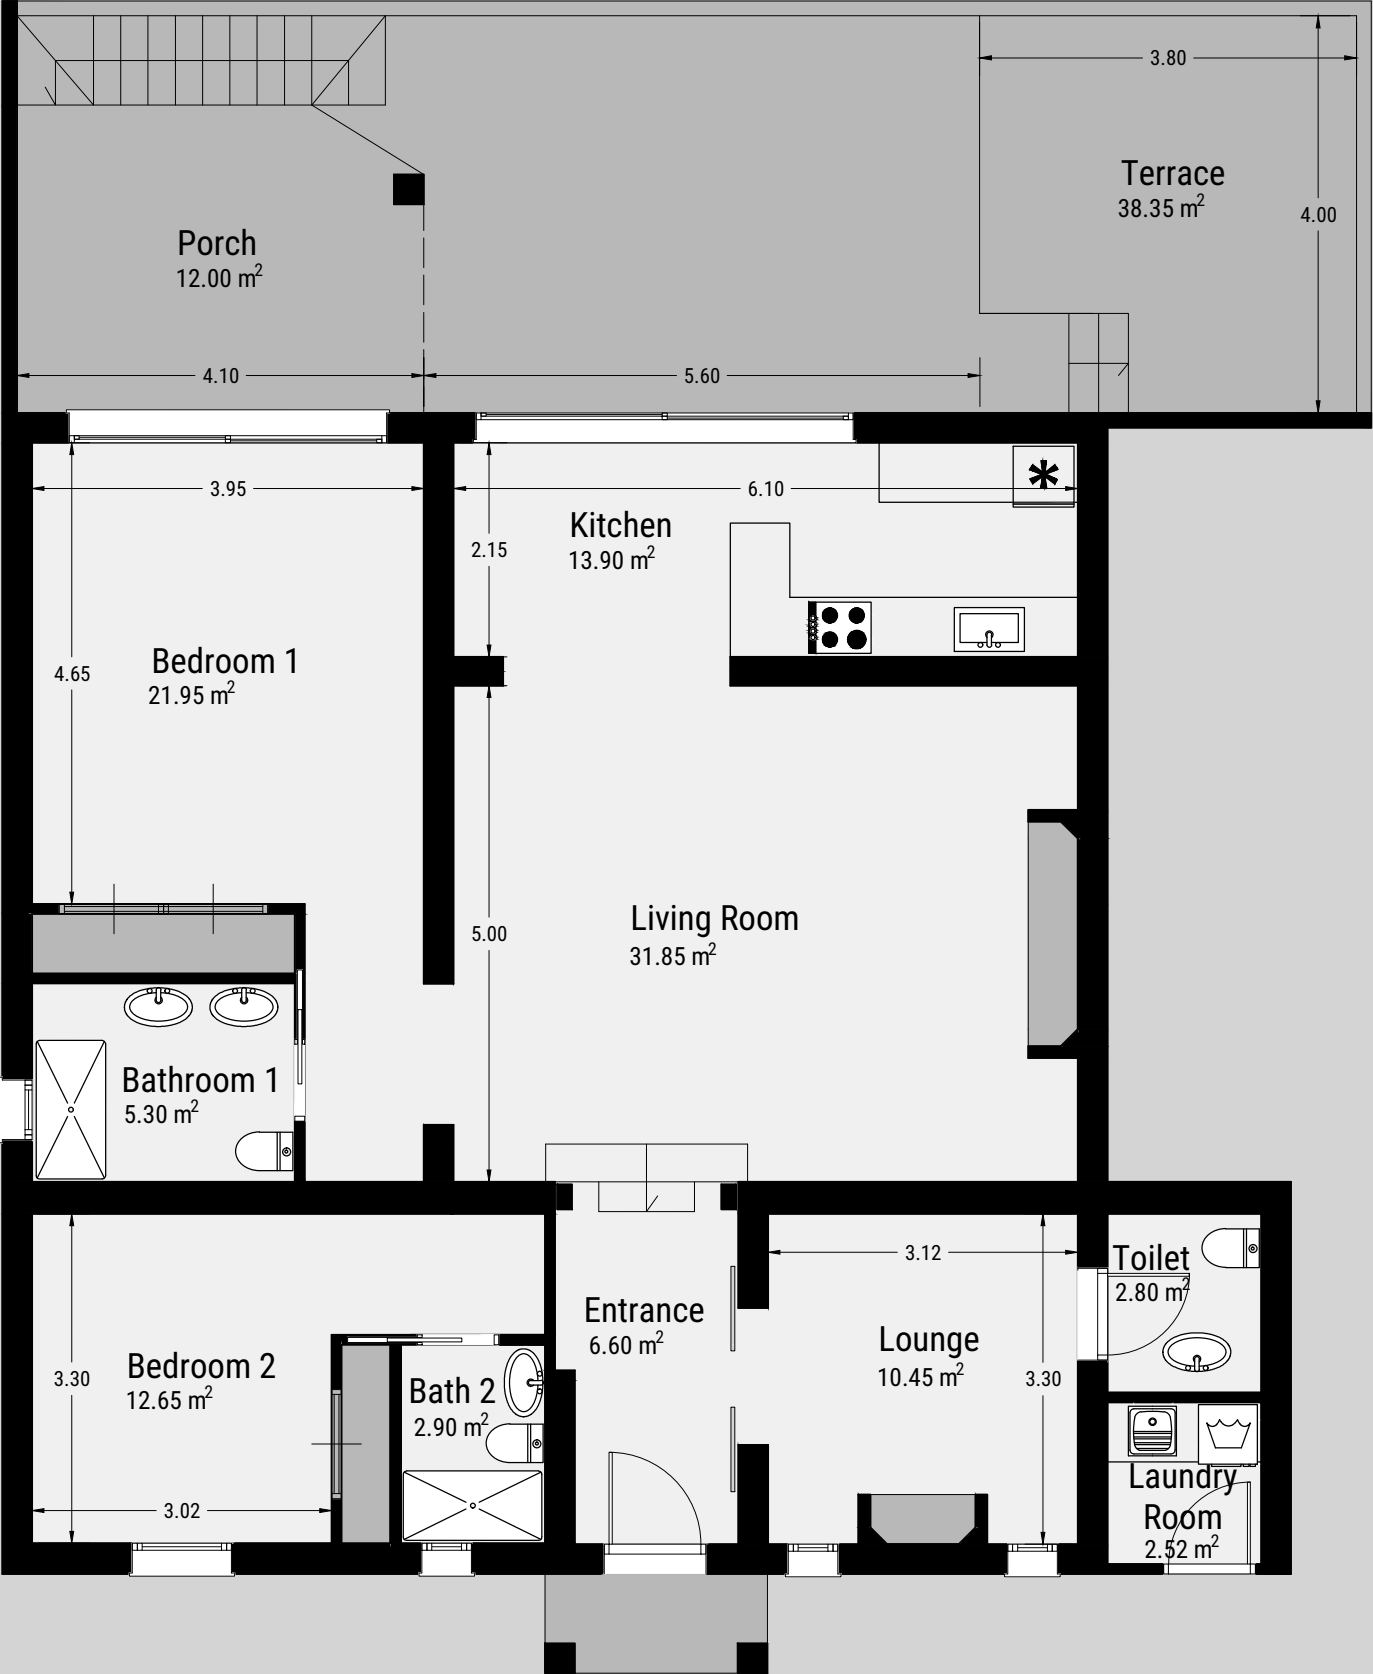 3.80
Terrace
38.35 m²
4.00
Porch
12.00 m²
4.10
5.60
3.95
6.10
Kitchen
13.90 m²
2.15
Bedroom 1
21.95 m²
4.65
Living Room
31.85 m²
5.00
Bathroom 1
5.30 m²
3.12
Toilet
2.80 m²
Entrance
6.60 m²
Lounge
10.45 m²
3.30
Bedroom 2
12.65 m²
3.30
Bath 2
2.90 m²
Laundry
Room
2.52 m²
3.02